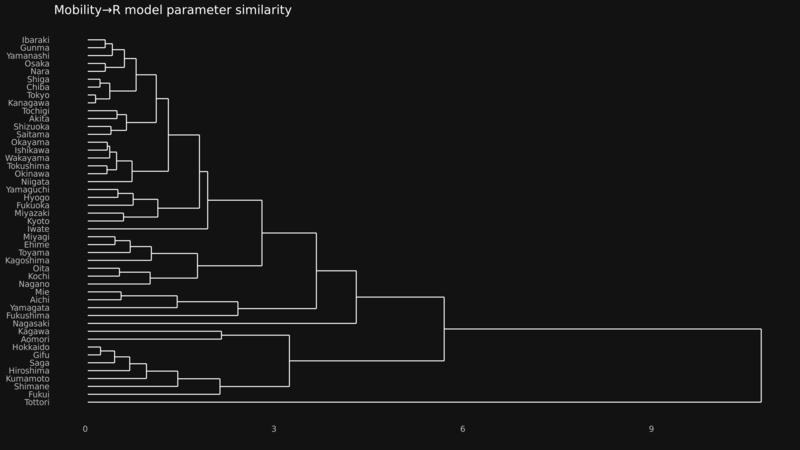 Mobility→R model parameter similarity
Ibaraki
Gunma
Yamanashi
Osaka
Nara
Shiga
Chiba
Tokyo
Kanagawa
Tochigi
Akita
Shizuoka
Saitama
Okayama
Ishikawa
Wakayama
Tokushima
Okinawa
Niigata
Yamaguchi
Hyogo
Fukuoka
Miyazaki
Kyoto
Iwate
Miyagi
Ehime
Toyama
Kagoshima
Oita
Kochi
Nagano
Mie
Aichi
Yamagata
Fukushima
Nagasaki
Kagawa
Aomori
Hokkaido
Gifu
Saga
Hiroshima
Kumamoto
Shimane
Fukui
Tottori
0 3 6 9